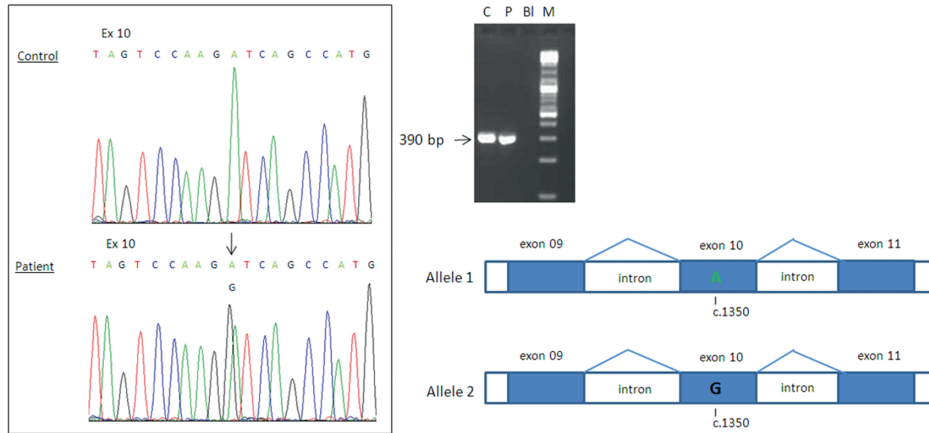 Ex 10
Control
T A G T C C A A G A T C A G C C A T G
Ex 10
Patient
T A G T C C A A G A T C A G C C A T G
G
C P Bl M
390 bp
exon 09 exon 10 exon 11
Allele 1 intron A intron
c.1350
exon 09 exon 10 exon 11
Allele 2 intron G intron
c.1350